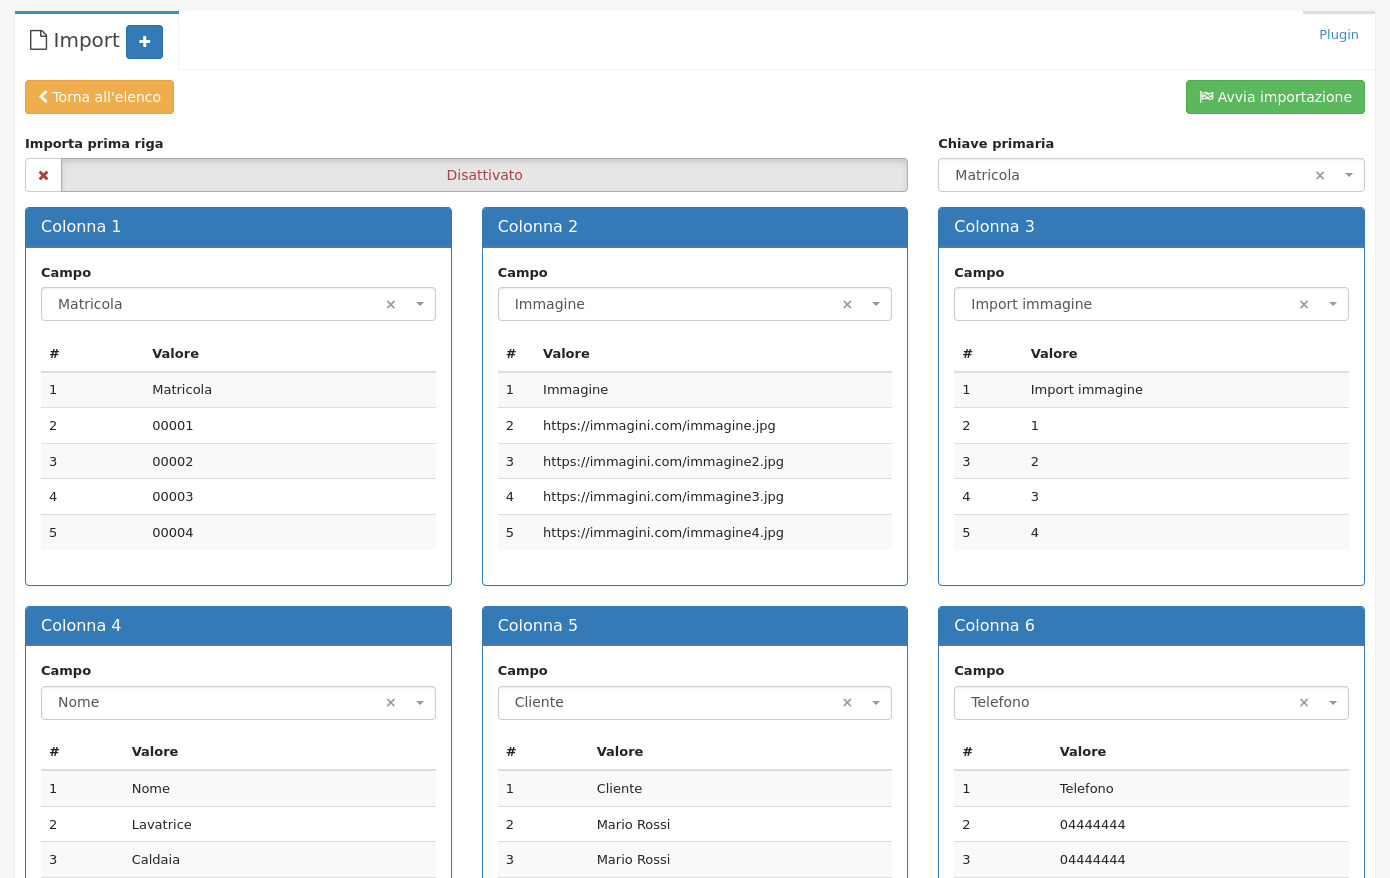 Import
Plugin
Torna all'elenco
Avvia importazione
Importa prima riga
Chiave primaria
Disattivato
Matricola
Colonna 1
Campo
Matricola
# Valore
1 Matricola
2 00001
3 00002
4 00003
5 00004
Colonna 2
Campo
Immagine
# Valore
1 Immagine
2 https://immagini.com/immagine.jpg
3 https://immagini.com/immagine2.jpg
4 https://immagini.com/immagine3.jpg
5 https://immagini.com/immagine4.jpg
Colonna 3
Campo
Import immagine
# Valore
1 Import immagine
2 1
3 2
4 3
5 4
Colonna 4
Campo
Nome
# Valore
1 Nome
2 Lavatrice
3 Caldaia
Colonna 5
Campo
Cliente
# Valore
1 Cliente
2 Mario Rossi
3 Mario Rossi
Colonna 6
Campo
Telefono
# Valore
1 Telefono
2 04444444
3 04444444